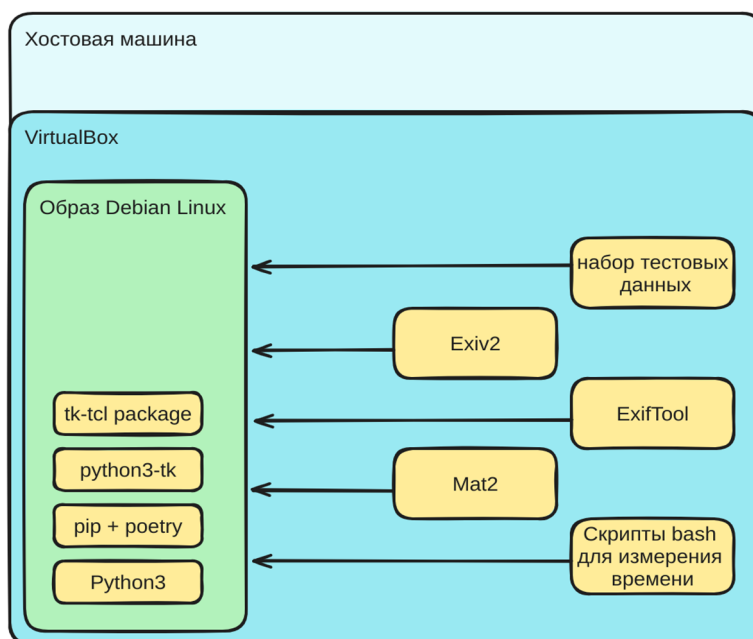 Хостовая машина
VirtualBox
Образ Debian Linux
набор тестовых
данных
Exiv2
tk-tcl package
ExifTool
python3-tk
Mat2
pip + poetry
Скрипты bash
для измерения
времени
Python3